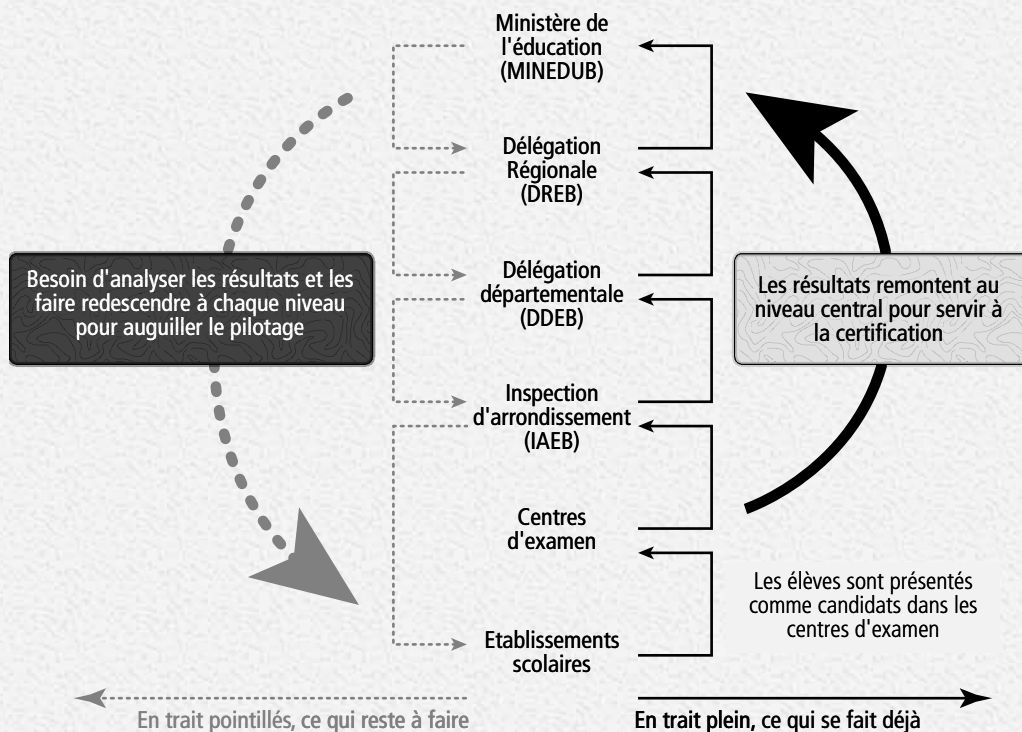 Ministère de
l'éducation
(MINEDUB)
Délégation
Régionale
(DREB)
Besoin d'analyser les résultats et les
faire redescendre à chaque niveau
pour auguiller le pilotage
Délégation
départementale
(DDEB)
Les résultats remontent au
niveau central pour servir à
la certification
Inspection
d'arrondissement
(IAEB)
Centres
d'examen
Les élèves sont présentés
comme candidats dans les
centres d'examen
Etablissements
scolaires
En trait pointillés, ce qui reste à faire
En trait plein, ce qui se fait déjà